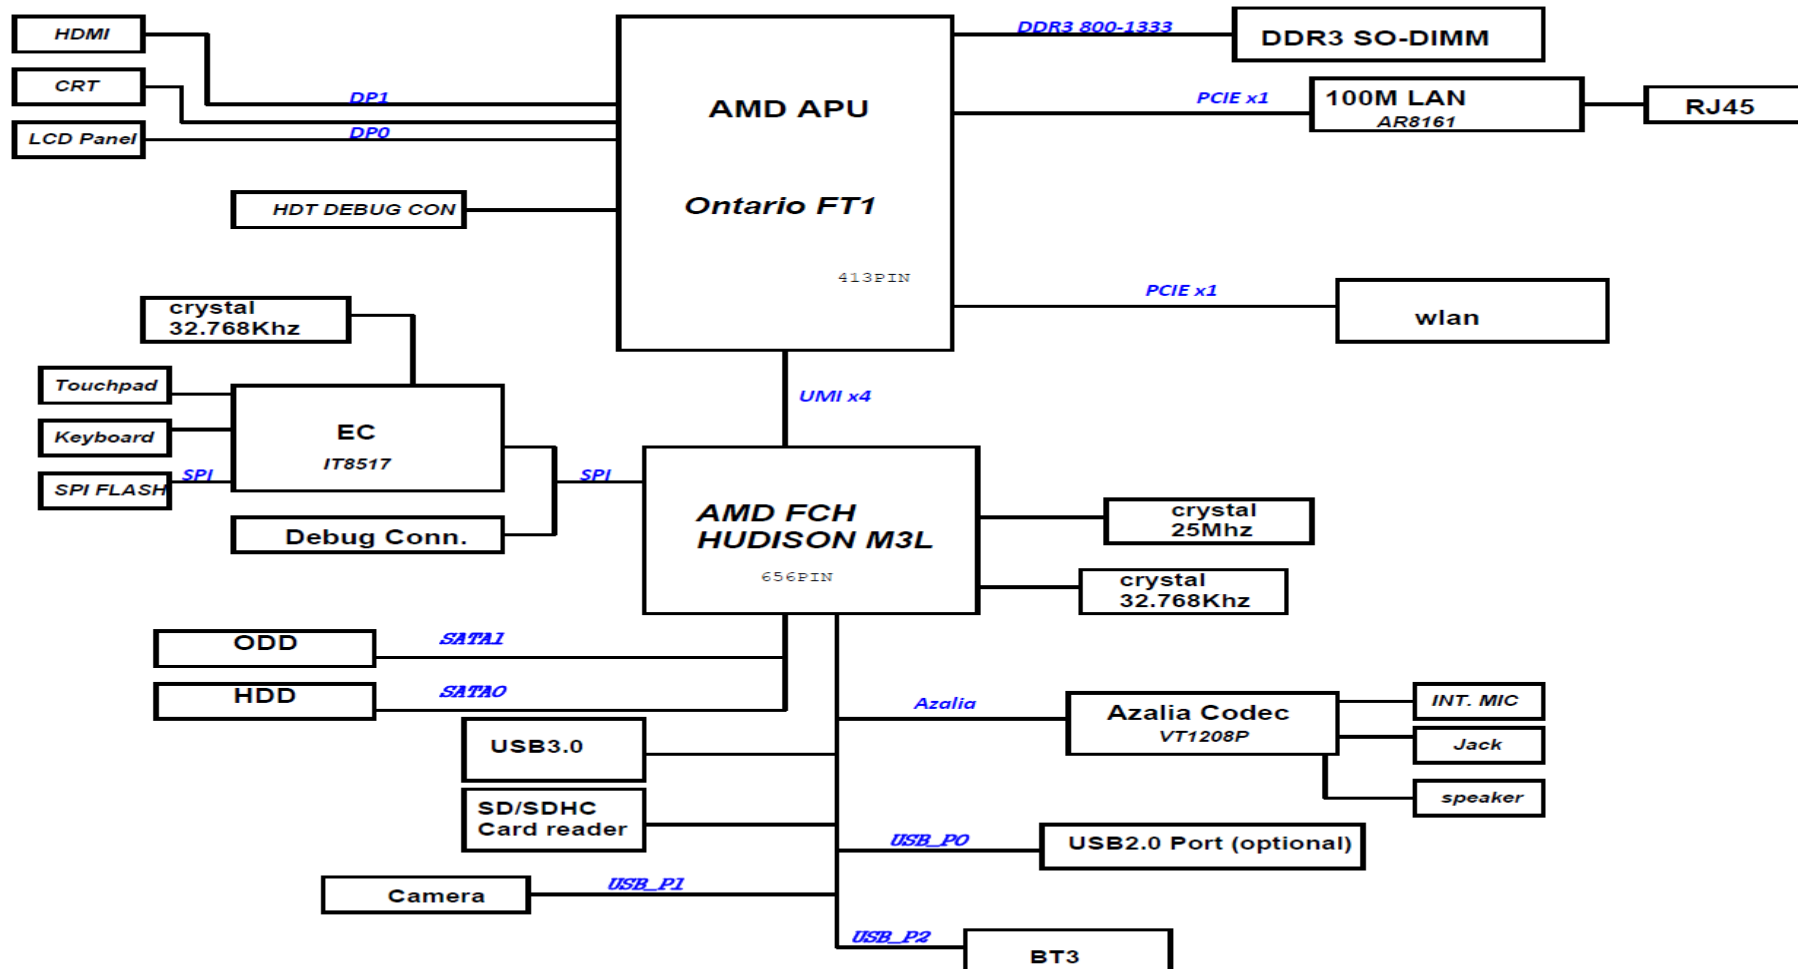 HDMI
CRT
LCD Panel
DP1
DP0
HDT DEBUG CON
AMD APU
Ontario FT1
413PIN
DDR3 800-1333
DDR3 SO-DIMM
PCIE x1
100M LAN
AR8161
RJ45
PCIE x1
wlan
crystal
32.768Khz
Touchpad
Keyboard
SPI FLASH
SPI
EC
IT8517
Debug Conn.
SPI
UMI x4
AMD FCH
HUDISON M3L
656PIN
crystal
25Mhz
crystal
32.768Khz
ODD
SATA1
HDD
SATA0
USB3.0
SD/SDHC
Card reader
Camera
USB_P1
Azalia
Azalia Codec
VT1208P
INT. MIC
Jack
speaker
USB_P0
USB2.0 Port (optional)
USB_P2
BT3